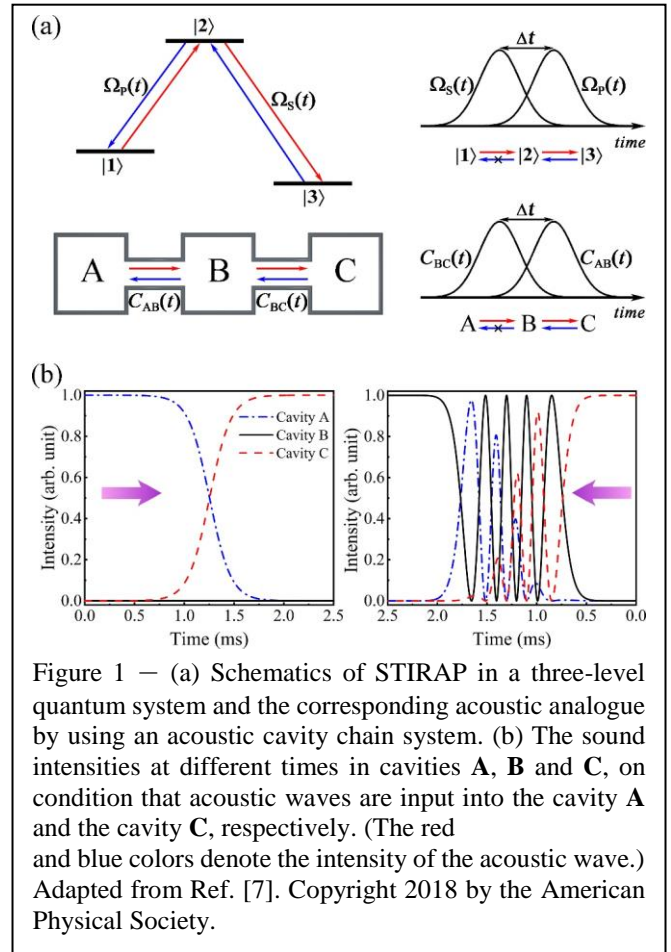 (a)
|2⟩
Ω_P(t)
Ω_S(t)
|1⟩
|3⟩
Δt
Ω_S(t)
Ω_P(t)
time
|1⟩ |2⟩ |3⟩
A B C
C_AB(t) C_BC(t)
Δt
C_BC(t)
C_AB(t)
time
A B C
(b)
Intensity (arb. unit)
1.0
0.8
0.6
0.4
0.2
0.0
Cavity A
Cavity B
Cavity C
0.0 0.5 1.0 1.5 2.0 2.5
Time (ms)
Intensity (arb. unit)
1.0
0.8
0.6
0.4
0.2
0.0
2.5 2.0 1.5 1.0 0.5 0.0
Time (ms)
Figure 1 – (a) Schematics of STIRAP in a three-level
quantum system and the corresponding acoustic analogue
by using an acoustic cavity chain system. (b) The sound
intensities at different times in cavities A, B and C, on
condition that acoustic waves are input into the cavity A
and the cavity C, respectively. (The red
and blue colors denote the intensity of the acoustic wave.)
Adapted from Ref. [7]. Copyright 2018 by the American
Physical Society.